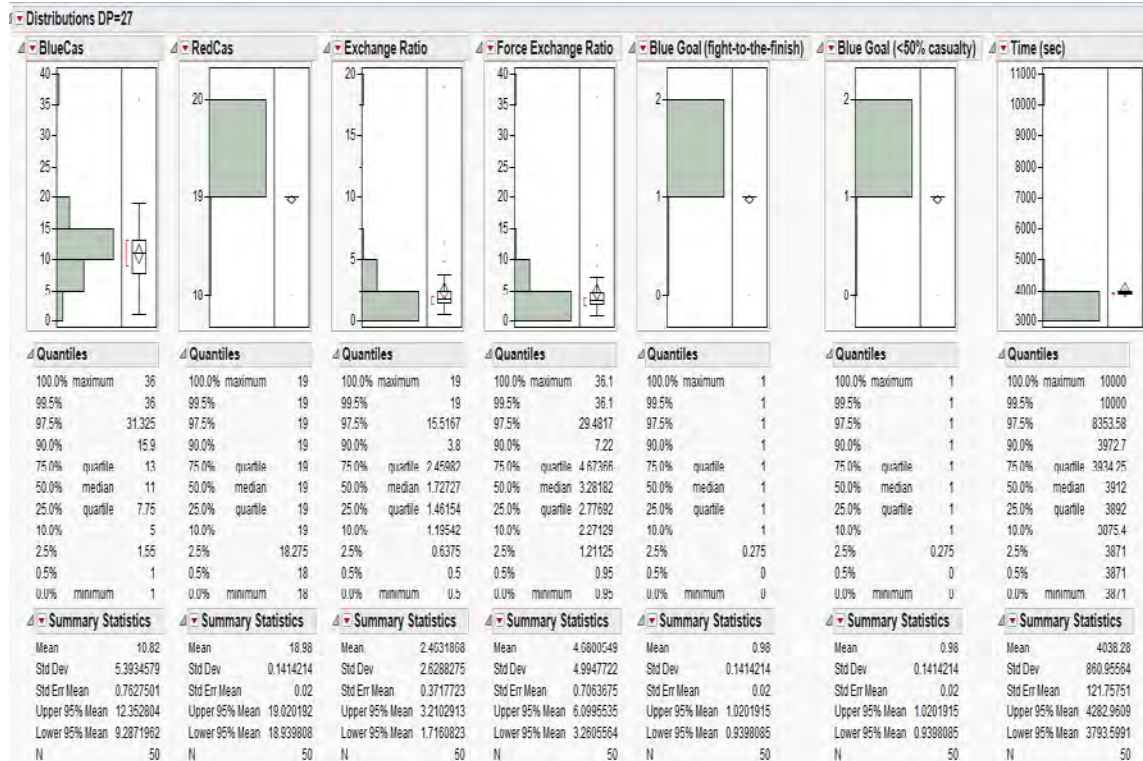 Distributions DP=27
BlueCas RedCas Exchange Ratio Force Exchange Ratio Blue Goal (fight-to-the-finish) Blue Goal (<50% casualty) Time (sec)
40 20 20 40 2 2 11000
35 35 10000
30 15 30 9000
25 25 8000
20 19 10 20 1 1 7000
15 15 6000
10 5 10 5000
5 18 5 0 0 4000
0 0 0 3000
Quantiles Quantiles Quantiles Quantiles Quantiles Quantiles Quantiles
100.0% maximum 36 100.0% maximum 19 100.0% maximum 19 100.0% maximum 36.1 100.0% maximum 1 100.0% maximum 1 100.0% maximum 10000
99.5% 36 99.5% 19 99.5% 19 99.5% 36.1 99.5% 1 99.5% 1 99.5% 10000
97.5% 31.325 97.5% 19 97.5% 15.5167 97.5% 29.4817 97.5% 1 97.5% 1 97.5% 8353.58
90.0% 15.9 90.0% 19 90.0% 3.8 90.0% 7.22 90.0% 1 90.0% 1 90.0% 3972.7
75.0% quartile 13 75.0% quartile 19 75.0% quartile 2.45982 75.0% quartile 4.67366 75.0% quartile 1 75.0% quartile 1 75.0% quartile 3934.25
50.0% median 11 50.0% median 19 50.0% median 1.72727 50.0% median 3.28182 50.0% median 1 50.0% median 1 50.0% median 3912
25.0% quartile 7.75 25.0% quartile 19 25.0% quartile 1.46154 25.0% quartile 2.77692 25.0% quartile 1 25.0% quartile 1 25.0% quartile 3892
10.0% 5 10.0% 19 10.0% 1.19542 10.0% 2.27129 10.0% 1 10.0% 1 10.0% 3875.4
2.5% 1.55 2.5% 18.275 2.5% 0.6375 2.5% 1.21125 2.5% 0.275 2.5% 0.275 2.5% 3871
0.5% 1 0.5% 18 0.5% 0.5 0.5% 0.95 0.5% 0 0.5% 0 0.5% 3871
0.0% minimum 1 0.0% minimum 18 0.0% minimum 0.5 0.0% minimum 0.95 0.0% minimum 0 0.0% minimum 0 0.0% minimum 3871
Summary Statistics Summary Statistics Summary Statistics Summary Statistics Summary Statistics Summary Statistics Summary Statistics
Mean 10.82 Mean 18.98 Mean 2.4631868 Mean 4.6800549 Mean 0.98 Mean 0.98 Mean 4038.28
Std Dev 5.3934579 Std Dev 0.1414214 Std Dev 2.6288275 Std Dev 4.9947722 Std Dev 0.1414214 Std Dev 0.1414214 Std Dev 860.95564
Std Err Mean 0.7627501 Std Err Mean 0.02 Std Err Mean 0.3717723 Std Err Mean 0.7063675 Std Err Mean 0.02 Std Err Mean 0.02 Std Err Mean 121.75751
Upper 95% Mean 12.352804 Upper 95% Mean 19.020192 Upper 95% Mean 3.2102913 Upper 95% Mean 6.0995535 Upper 95% Mean 1.0201915 Upper 95% Mean 1.0201915 Upper 95% Mean 4282.9609
Lower 95% Mean 9.2871962 Lower 95% Mean 18.939808 Lower 95% Mean 1.7160823 Lower 95% Mean 3.2605564 Lower 95% Mean 0.9398085 Lower 95% Mean 0.9398085 Lower 95% Mean 3793.5991
N 50 N 50 N 50 N 50 N 50 N 50 N 50